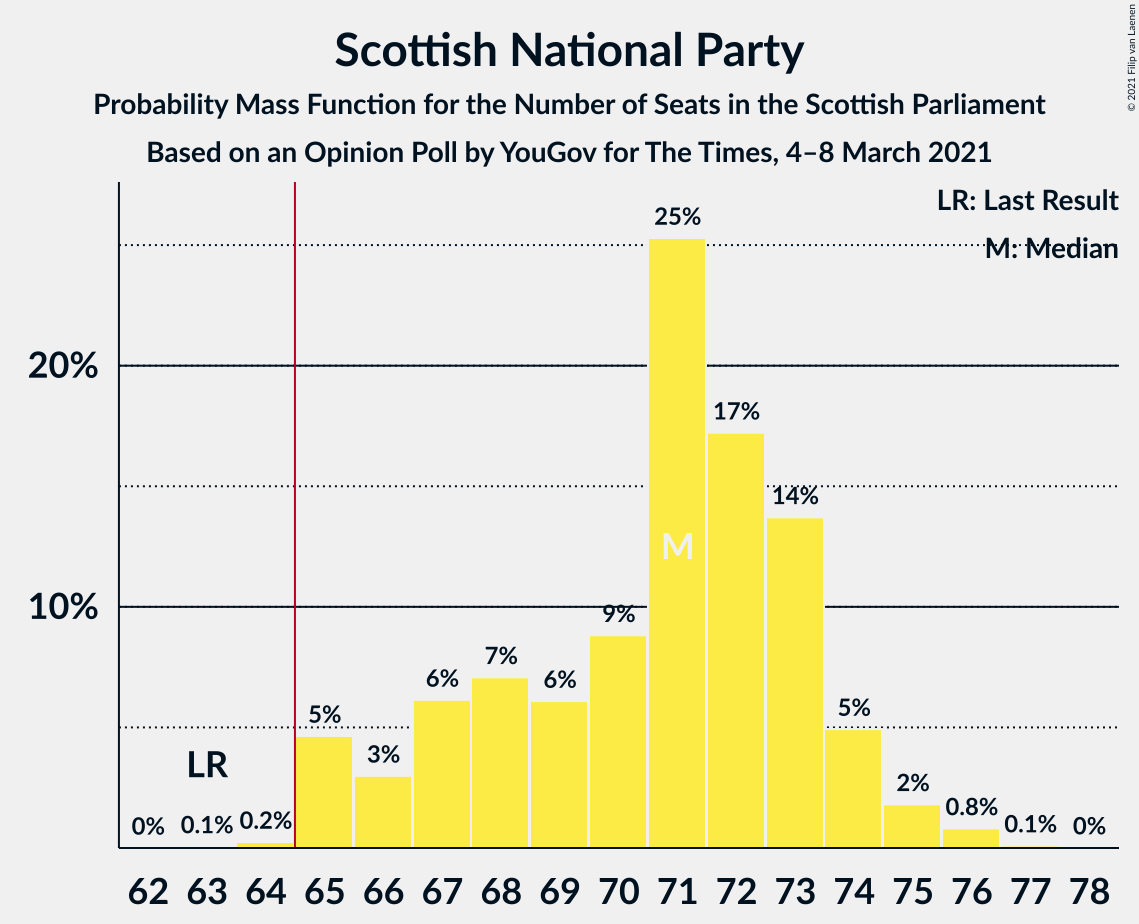 Scottish National Party
Probability Mass Function for the Number of Seats in the Scottish Parliament
Based on an Opinion Poll by YouGov for The Times, 4–8 March 2021
© 2021 Filip van Laenen
LR: Last Result
M: Median
25%
20%
17%
14%
M
10%
9%
7%
6%
6%
5%
5%
3%
LR
2%
0%
0.1%
0.2%
0.8%
0.1%
0%
62 63 64 65 66 67 68 69 70 71 72 73 74 75 76 77 78